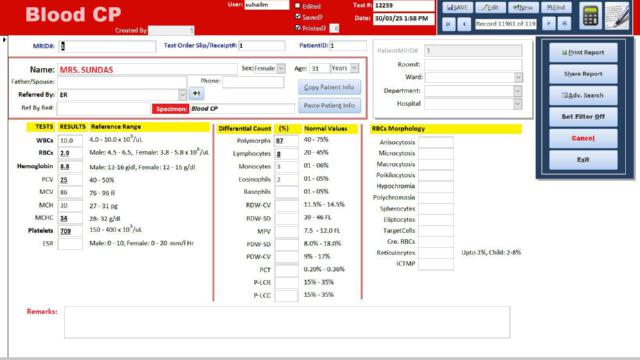 Blood CP
Created By 1
User: suhailm
Edited
Saved?
Printed? 6
Test #: 12259
Date: 30/03/25 1:58 PM
SAVE Edit New Find
Record 11961 of 119
MRID#: 1 Test Order Slip/Receipt#: 1 PatientID: 1
Name: MRS. SUNDAS Sex: Female Age: 31 Years
Father/Spouse: Phone:
Referred By: ER
Ref By Re#: Specimen: Blood CP
Copy Patient Info
Paste Patient Info
PatientMRID#: 1
Room#:
Ward:
Department:
Hospital
Print Report
Share Report
Adv. Search
Set Filter Off
Cancel
Exit
TESTS RESULTS Reference Range
WBCs 10.0 4.0 - 10.0 x 10³/uL
RBCs 2.9 Male: 4.5 - 6.5, Female: 3.8 - 5.8 x 10⁶/uL
Hemoglobin 8.8 Male: 13-16 g/dl, Female: 12 - 15 g/dl
PCV 25 40 - 50%
MCV 86 76 - 96 fl
MCH 30 27 - 31 pg
MCHC 34 28- 32 g/dl
Platelets 709 150 - 400 x 10³/uL
ESR Male: 0 - 10, Female: 0 - 20 mm/l Hr
Differential Count (%) Normal Values
Polymorphs 87 40 - 75%
Lymphocytes 8 20 - 45%
Monocytes 3 01 - 06%
Eosinophils 2 01 - 05%
Basophils 01 - 05%
RDW-CV 11.5% - 14.5%
RDW-SD 39 - 46 FL
MPV 7.5 - 12.0 FL
PDW-SD 8.0% - 18.0%
PDW-CV 9% - 17%
PCT 0.20% - 0.36%
P-LCR 15% - 35%
P-LCC 15% - 35%
RBCs Morphology
Anisocytosis
Microcytosis
Macrocytosis
Poikilocytosis
Hypochromia
Polychromasia
Spherocytes
Eliptocytes
TargetCells
Cre. RBCs
Reticulocytes Upto 2%, Child: 2-8%
ICTMP
Remarks: